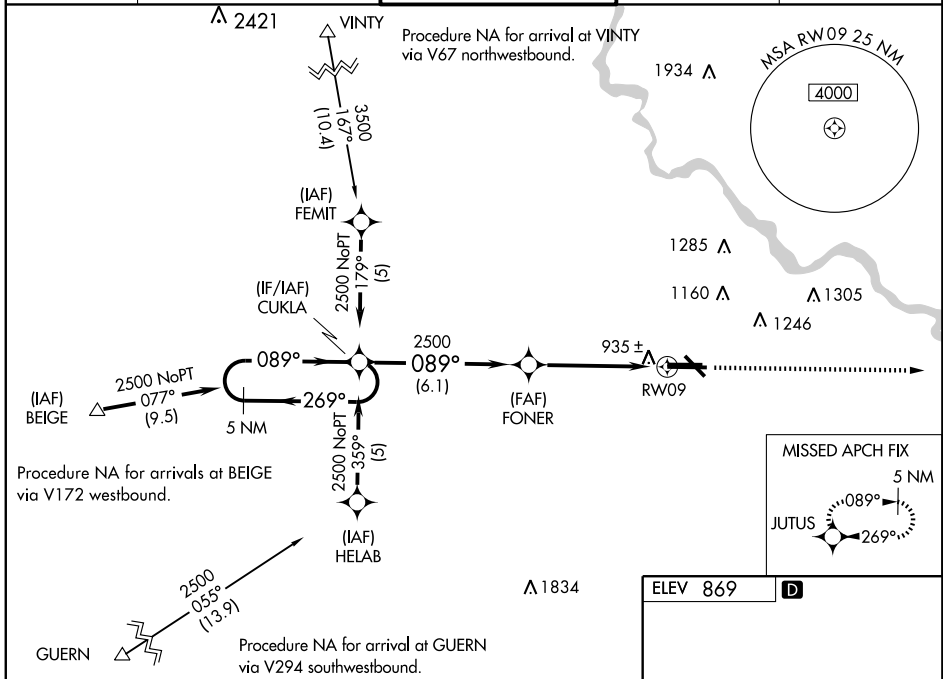 2421
VINTY
Procedure NA for arrival at VINTY
via V67 northwestbound.
1934
MSA RW09 25 NM
4000
3500
167°
(10.4)
(IAF)
FEMIT
2500 NoPT
179°
(5)
1285
1160
1305
1246
(IF/IAF)
CUKLA
089°
2500
089°
(6.1)
935 ±
RW09
(FAF)
FONER
2500 NoPT
077°
(9.5)
(IAF)
BEIGE
269°
5 NM
2500 NoPT
359°
(5)
Procedure NA for arrivals at BEIGE
via V172 westbound.
(IAF)
HELAB
MISSED APCH FIX
5 NM
089°
JUTUS
269°
2500
055°
(13.9)
1834
ELEV 869
D
GUERN
Procedure NA for arrival at GUERN
via V294 southwestbound.